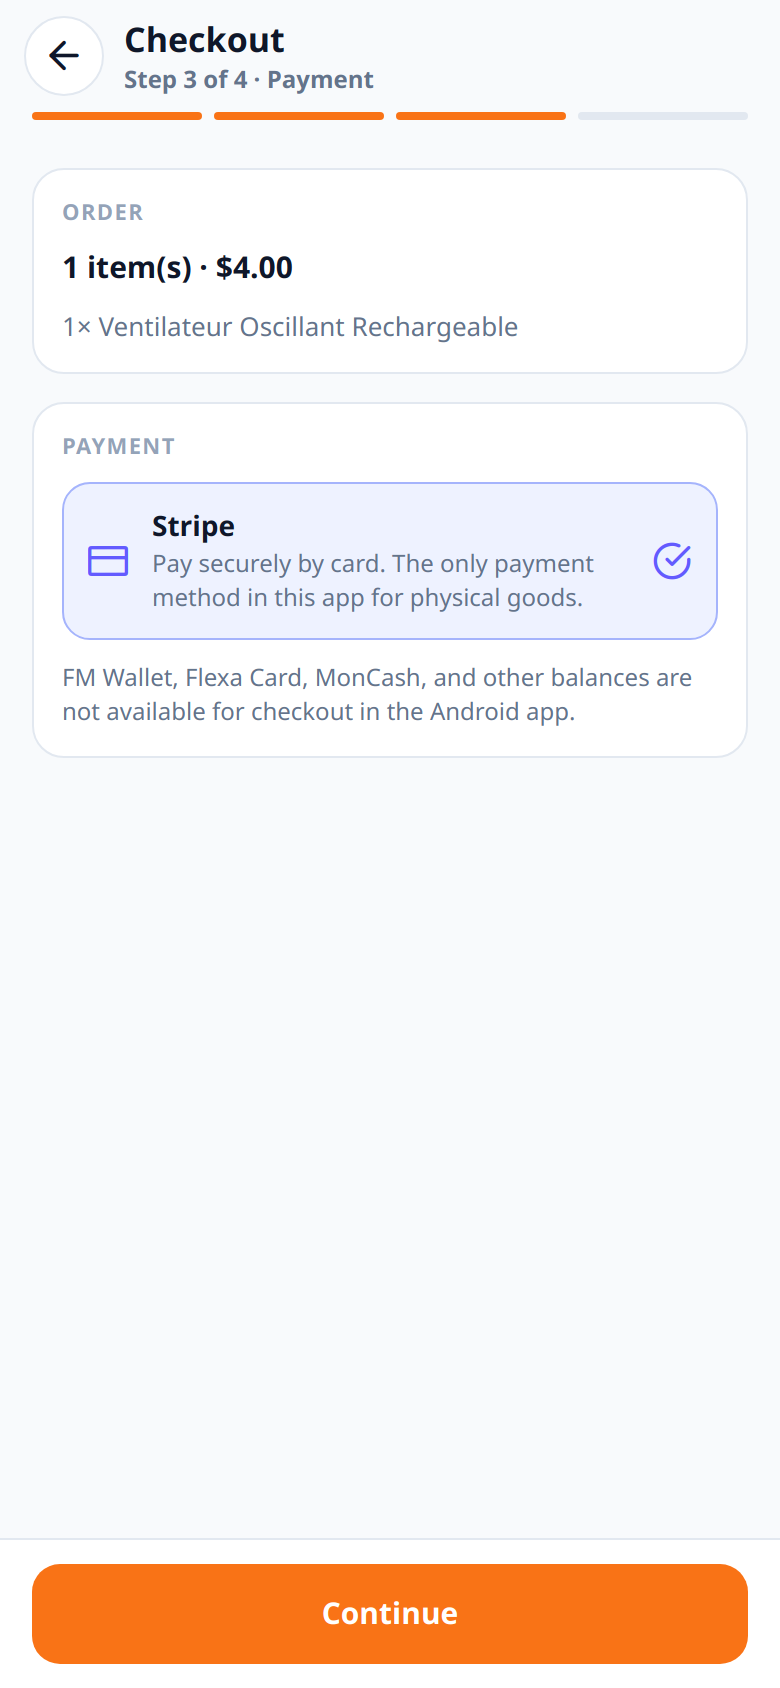 Checkout
Step 3 of 4 · Payment
ORDER
1 item(s) · $4.00
1× Ventilateur Oscillant Rechargeable
PAYMENT
Stripe
Pay securely by card. The only payment
method in this app for physical goods.
FM Wallet, Flexa Card, MonCash, and other balances are
not available for checkout in the Android app.
Continue